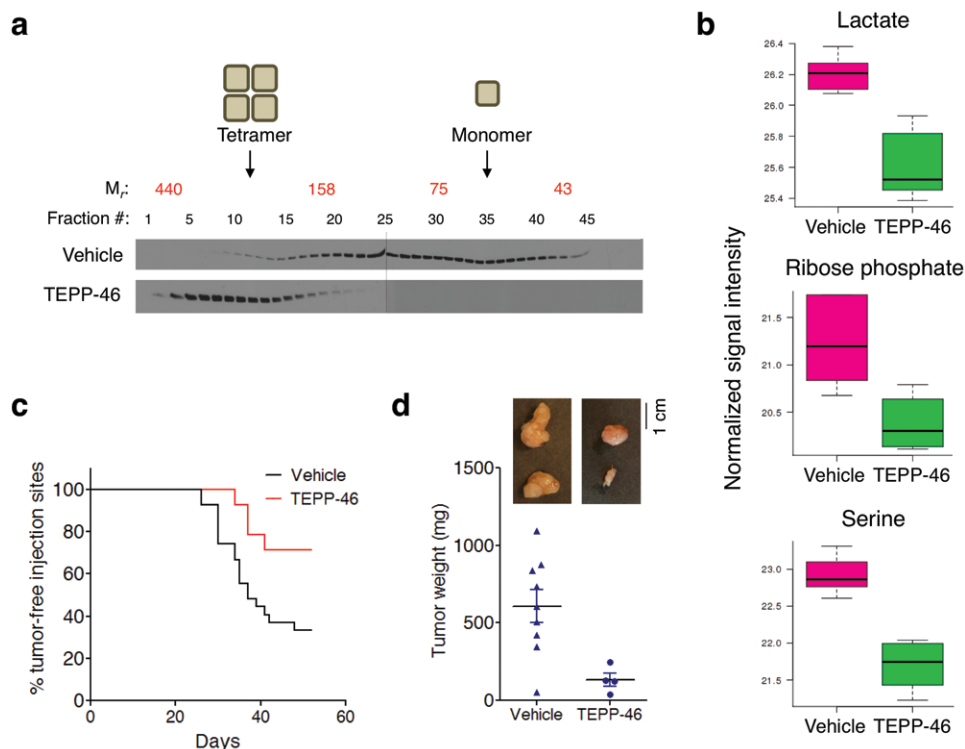 a
Tetramer Monomer
Mr: 440 158 75 43
Fraction #: 1 5 10 15 20 25 30 35 40 45
Vehicle
TEPP-46
b
Normalized signal intensity
Lactate
26.4
26.2
26.0
25.8
25.6
25.4
Vehicle TEPP-46
Ribose phosphate
21.5
21.0
20.5
Vehicle TEPP-46
Serine
23.0
22.5
22.0
21.5
Vehicle TEPP-46
c
% tumor-free injection sites
Vehicle
TEPP-46
100
80
60
40
20
0
0 20 40 60
Days
d
1 cm
Tumor weight (mg)
1500
1000
500
0
Vehicle TEPP-46